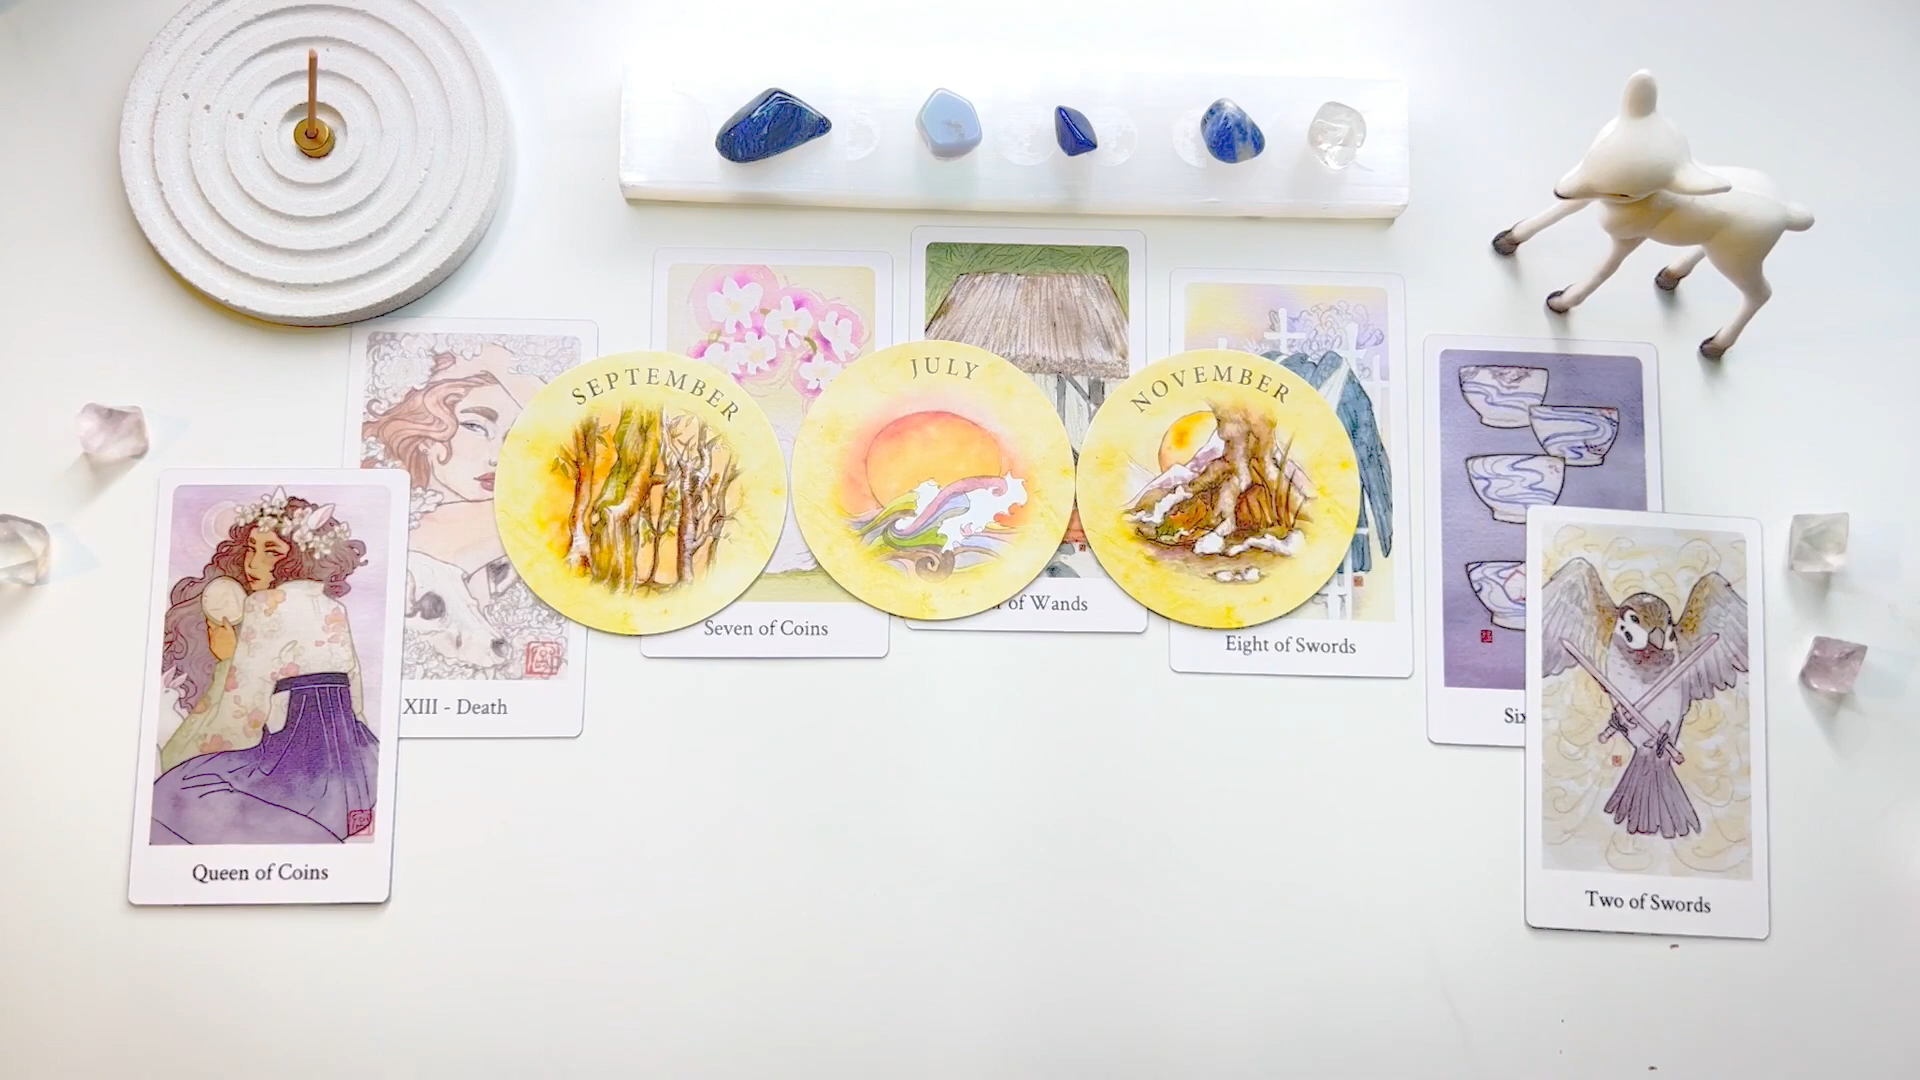 SEPTEMBER
JULY
NOVEMBER
Seven of Coins
of Wands
Eight of Swords
XIII - Death
Queen of Coins
Two of Swords